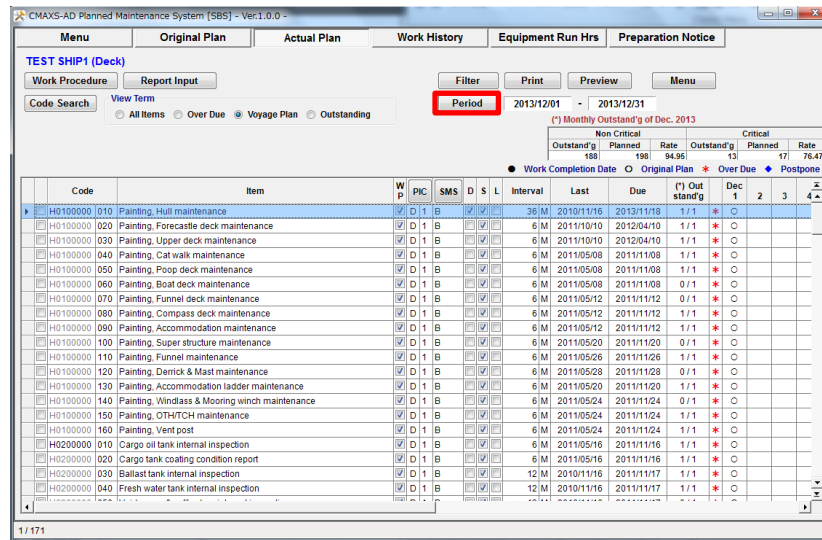 CMAXS-AD Planned Maintenance System [SBS] - Ver.1.0.0 -
Menu Original Plan Actual Plan Work History Equipment Run Hrs Preparation Notice
TEST SHIP1 (Deck)
Work Procedure Report Input Filter Print Preview Menu
Code Search View Term All Items Over Due Voyage Plan Outstanding Period 2013/12/01 - 2013/12/31
(*) Monthly Outstand'g of Dec. 2013
Non Critical Critical
Outstand'g Planned Rate Outstand'g Planned Rate
188 198 94.95 13 17 76.47
● Work Completion Date O Original Plan * Over Due ◆ Postpone
Code Item W P PIC SMS D S L Interval Last Due (*) Out stand'g Dec 1 2 3 4
H0100000 010 Painting, Hull maintenance D 1 B 36 M 2010/11/16 2013/11/18 1 / 1 * O
H0100000 020 Painting, Forecastle deck maintenance D 1 B 6 M 2011/10/10 2012/04/10 1 / 1 * O
H0100000 030 Painting, Upper deck maintenance D 1 B 6 M 2011/10/10 2012/04/10 1 / 1 * O
H0100000 040 Painting, Cat walk maintenance D 1 B 6 M 2011/05/08 2011/11/08 1 / 1 * O
H0100000 050 Painting, Poop deck maintenance D 1 B 6 M 2011/05/08 2011/11/08 1 / 1 * O
H0100000 060 Painting, Boat deck maintenance D 1 B 6 M 2011/05/08 2011/11/08 0 / 1 * O
H0100000 070 Painting, Funnel deck maintenance D 1 B 6 M 2011/05/12 2011/11/12 0 / 1 * O
H0100000 080 Painting, Compass deck maintenance D 1 B 6 M 2011/05/12 2011/11/12 1 / 1 * O
H0100000 090 Painting, Accommodation maintenance D 1 B 6 M 2011/05/12 2011/11/12 1 / 1 * O
H0100000 100 Painting, Super structure maintenance D 1 B 6 M 2011/05/20 2011/11/20 0 / 1 * O
H0100000 110 Painting, Funnel maintenance D 1 B 6 M 2011/05/26 2011/11/26 1 / 1 * O
H0100000 120 Painting, Derrick & Mast maintenance D 1 B 6 M 2011/05/28 2011/11/28 0 / 1 * O
H0100000 130 Painting, Accommodation ladder maintenance D 1 B 6 M 2011/05/20 2011/11/20 1 / 1 * O
H0100000 140 Painting, Windlass & Mooring winch maintenance D 1 B 6 M 2011/05/24 2011/11/24 0 / 1 * O
H0100000 150 Painting, OTH/TCH maintenance D 1 B 6 M 2011/05/24 2011/11/24 1 / 1 * O
H0100000 160 Painting, Vent post D 1 B 6 M 2011/05/24 2011/11/24 1 / 1 * O
H0200000 010 Cargo oil tank internal inspection D 1 B 6 M 2011/05/16 2011/11/16 1 / 1 * O
H0200000 020 Cargo tank coating condition report D 1 B 6 M 2011/05/16 2011/11/16 1 / 1 * O
H0200000 030 Ballast tank internal inspection D 1 B 12 M 2010/11/16 2011/11/17 1 / 1 * O
H0200000 040 Fresh water tank internal inspection D 1 B 12 M 2010/11/16 2011/11/17 1 / 1 * O
1 / 171